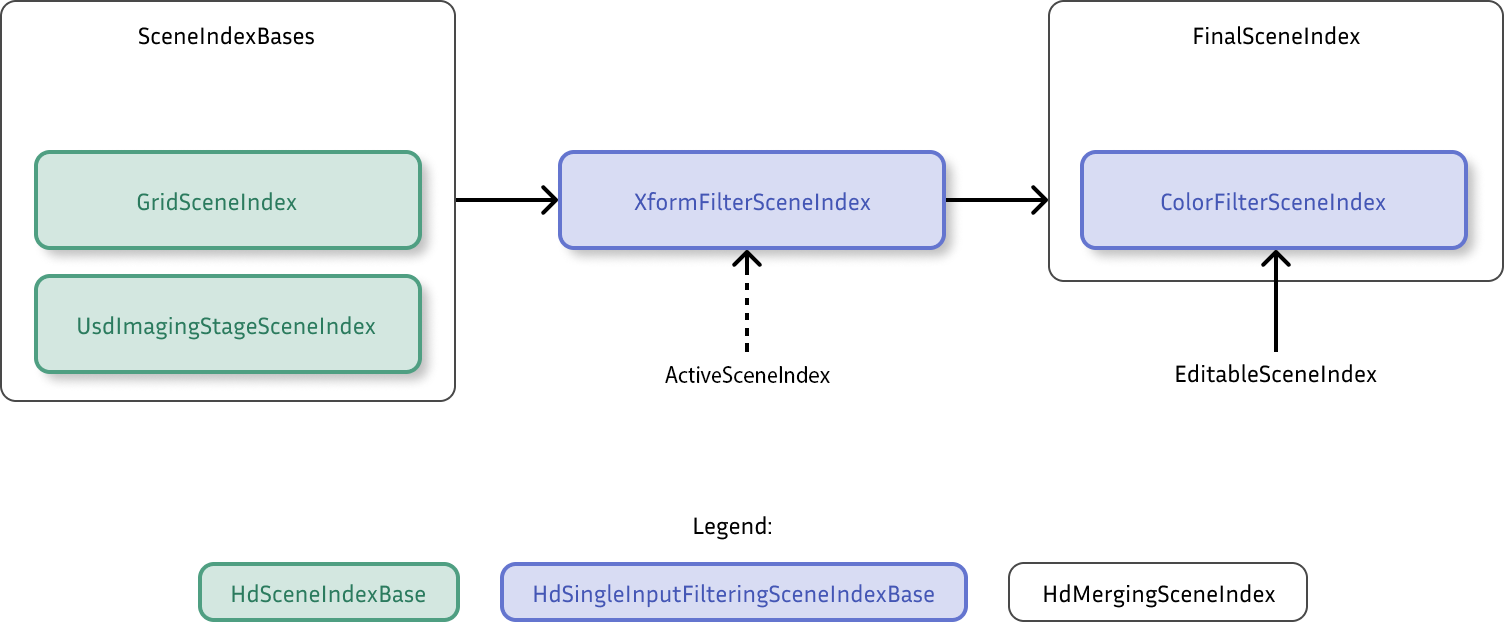 SceneIndexBases
GridSceneIndex
UsdImagingStageSceneIndex
XformFilterSceneIndex
ActiveSceneIndex
FinalSceneIndex
ColorFilterSceneIndex
EditableSceneIndex
Legend:
HdSceneIndexBase
HdSingleInputFilteringSceneIndexBase
HdMergingSceneIndex